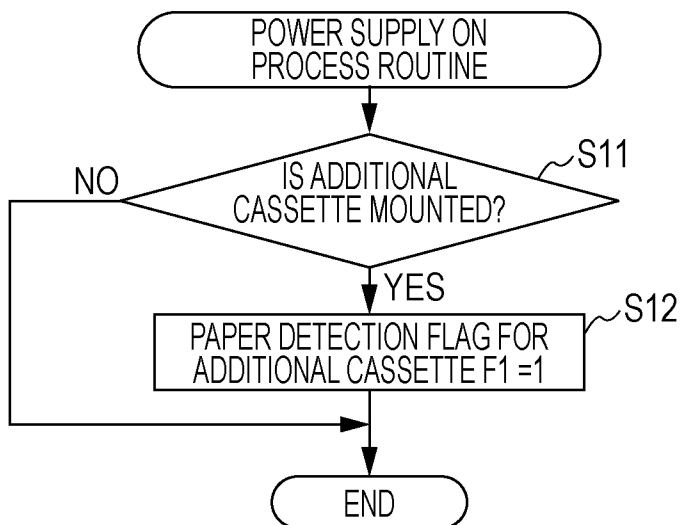 POWER SUPPLY ON
PROCESS ROUTINE
IS ADDITIONAL
CASSETTE MOUNTED?
S11
NO
YES
S12
PAPER DETECTION FLAG FOR
ADDITIONAL CASSETTE F1 =1
END